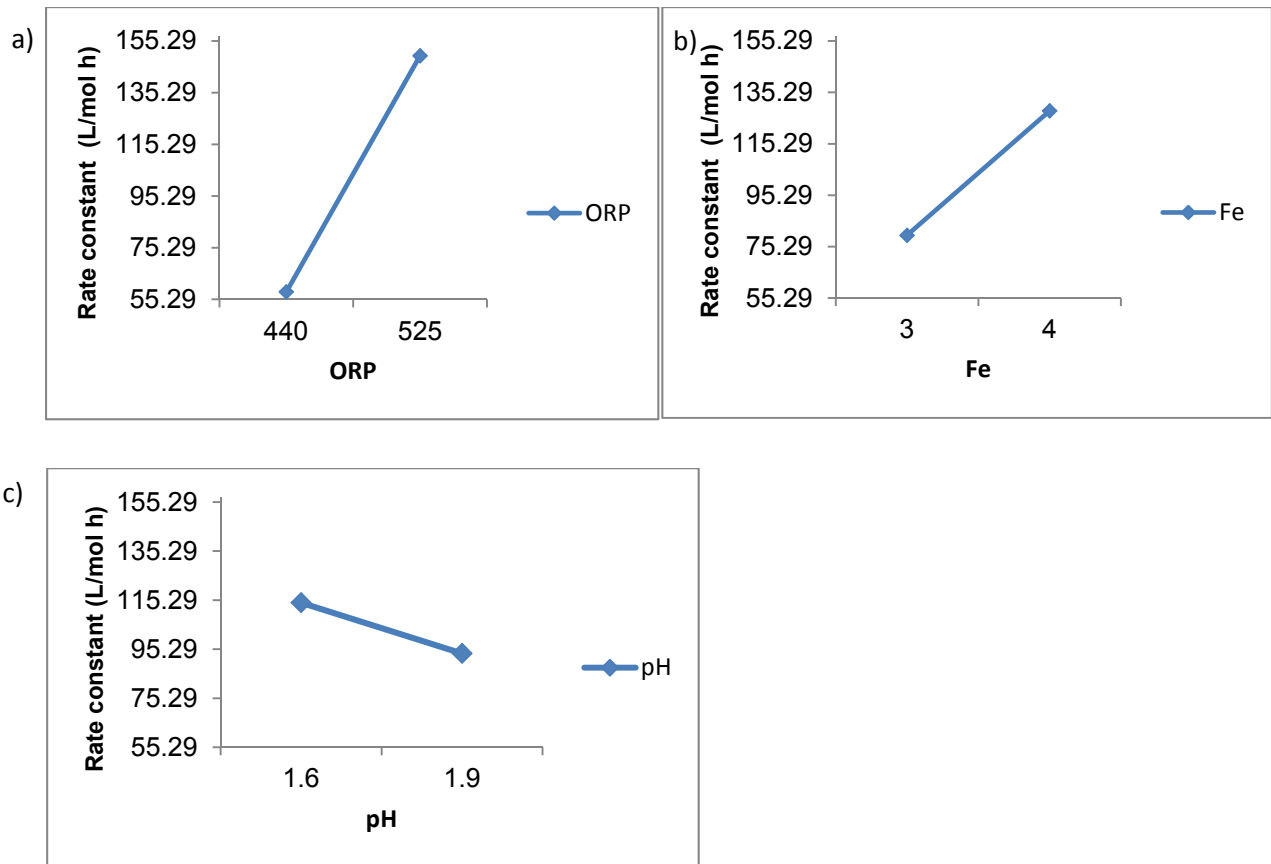 a)
Rate constant (L/mol h)
155.29
135.29
115.29
95.29
75.29
55.29
440 525
ORP
ORP
b)
Rate constant (L/mol h)
155.29
135.29
115.29
95.29
75.29
55.29
3 4
Fe
Fe
c)
Rate constant (L/mol h)
155.29
135.29
115.29
95.29
75.29
55.29
1.6 1.9
pH
pH